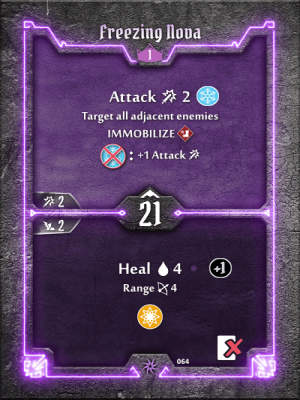 Freezing Nova
1
Attack 2
Target all adjacent enemies
IMMOBILIZE
: +1 Attack
2
21
2
Heal 4 +1
Range 4
064